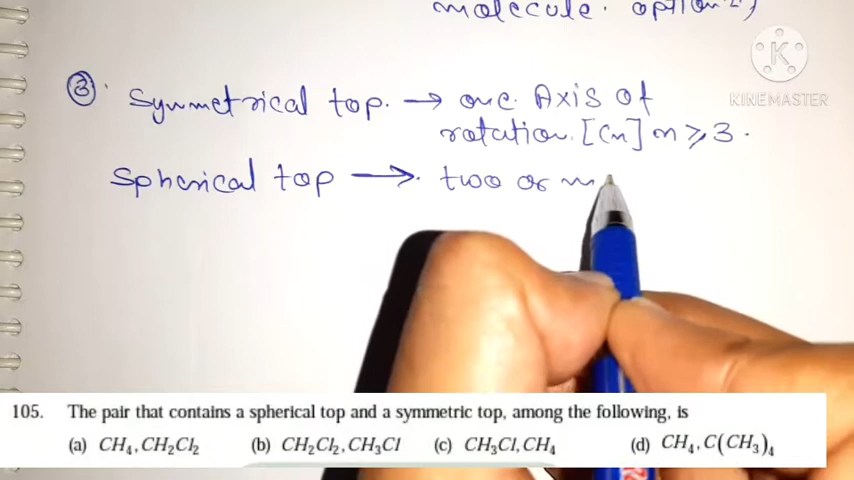 molecule. option
KINEMASTER
③ Symmetrical top. → one. Axis of
rotation. [Cn] n ≥ 3.
Spherical top → two or m
105. The pair that contains a spherical top and a symmetric top, among the following, is
(a) CH₄, CH₂Cl₂ (b) CH₂Cl₂, CH₃Cl (c) CH₃Cl, CH₄ (d) CH₄, C(CH₃)₄